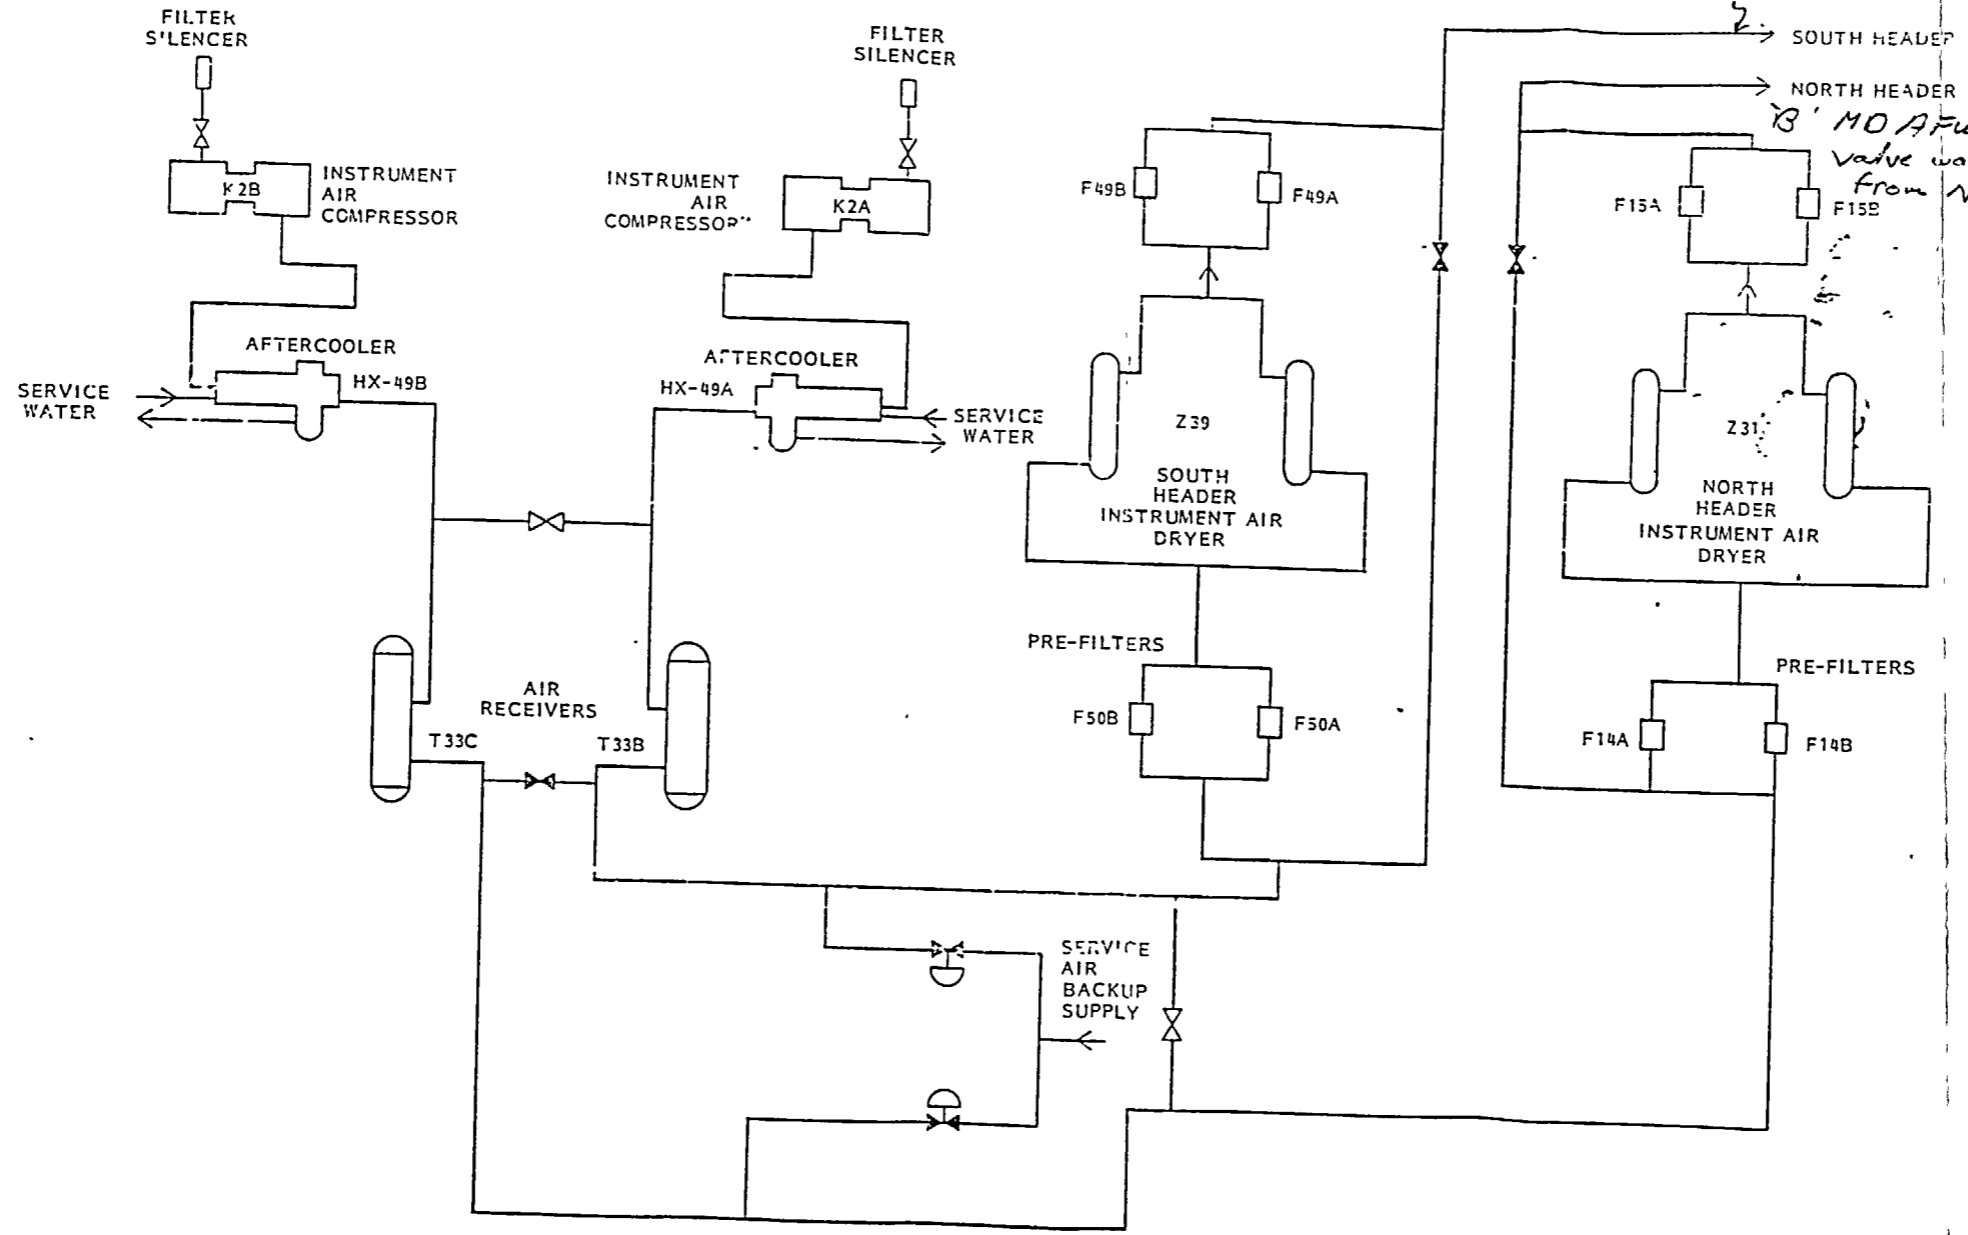 FILTER
SILENCER
FILTER
SILENCER
SOUTH HEADER
NORTH HEADER
'B' MD AFW
valve
from N
K2B
INSTRUMENT
AIR
COMPRESSOR
INSTRUMENT
AIR
COMPRESSOR
K2A
F49B
F49A
F15A
F15B
AFTERCOOLER
HX-49B
SERVICE
WATER
AFTERCOOLER
HX-49A
SERVICE
WATER
Z39
SOUTH
HEADER
INSTRUMENT AIR
DRYER
Z31
NORTH
HEADER
INSTRUMENT AIR
DRYER
PRE-FILTERS
PRE-FILTERS
AIR
RECEIVERS
T33C
T33B
F50B
F50A
F14A
F14B
SERVICE
AIR
BACKUP
SUPPLY